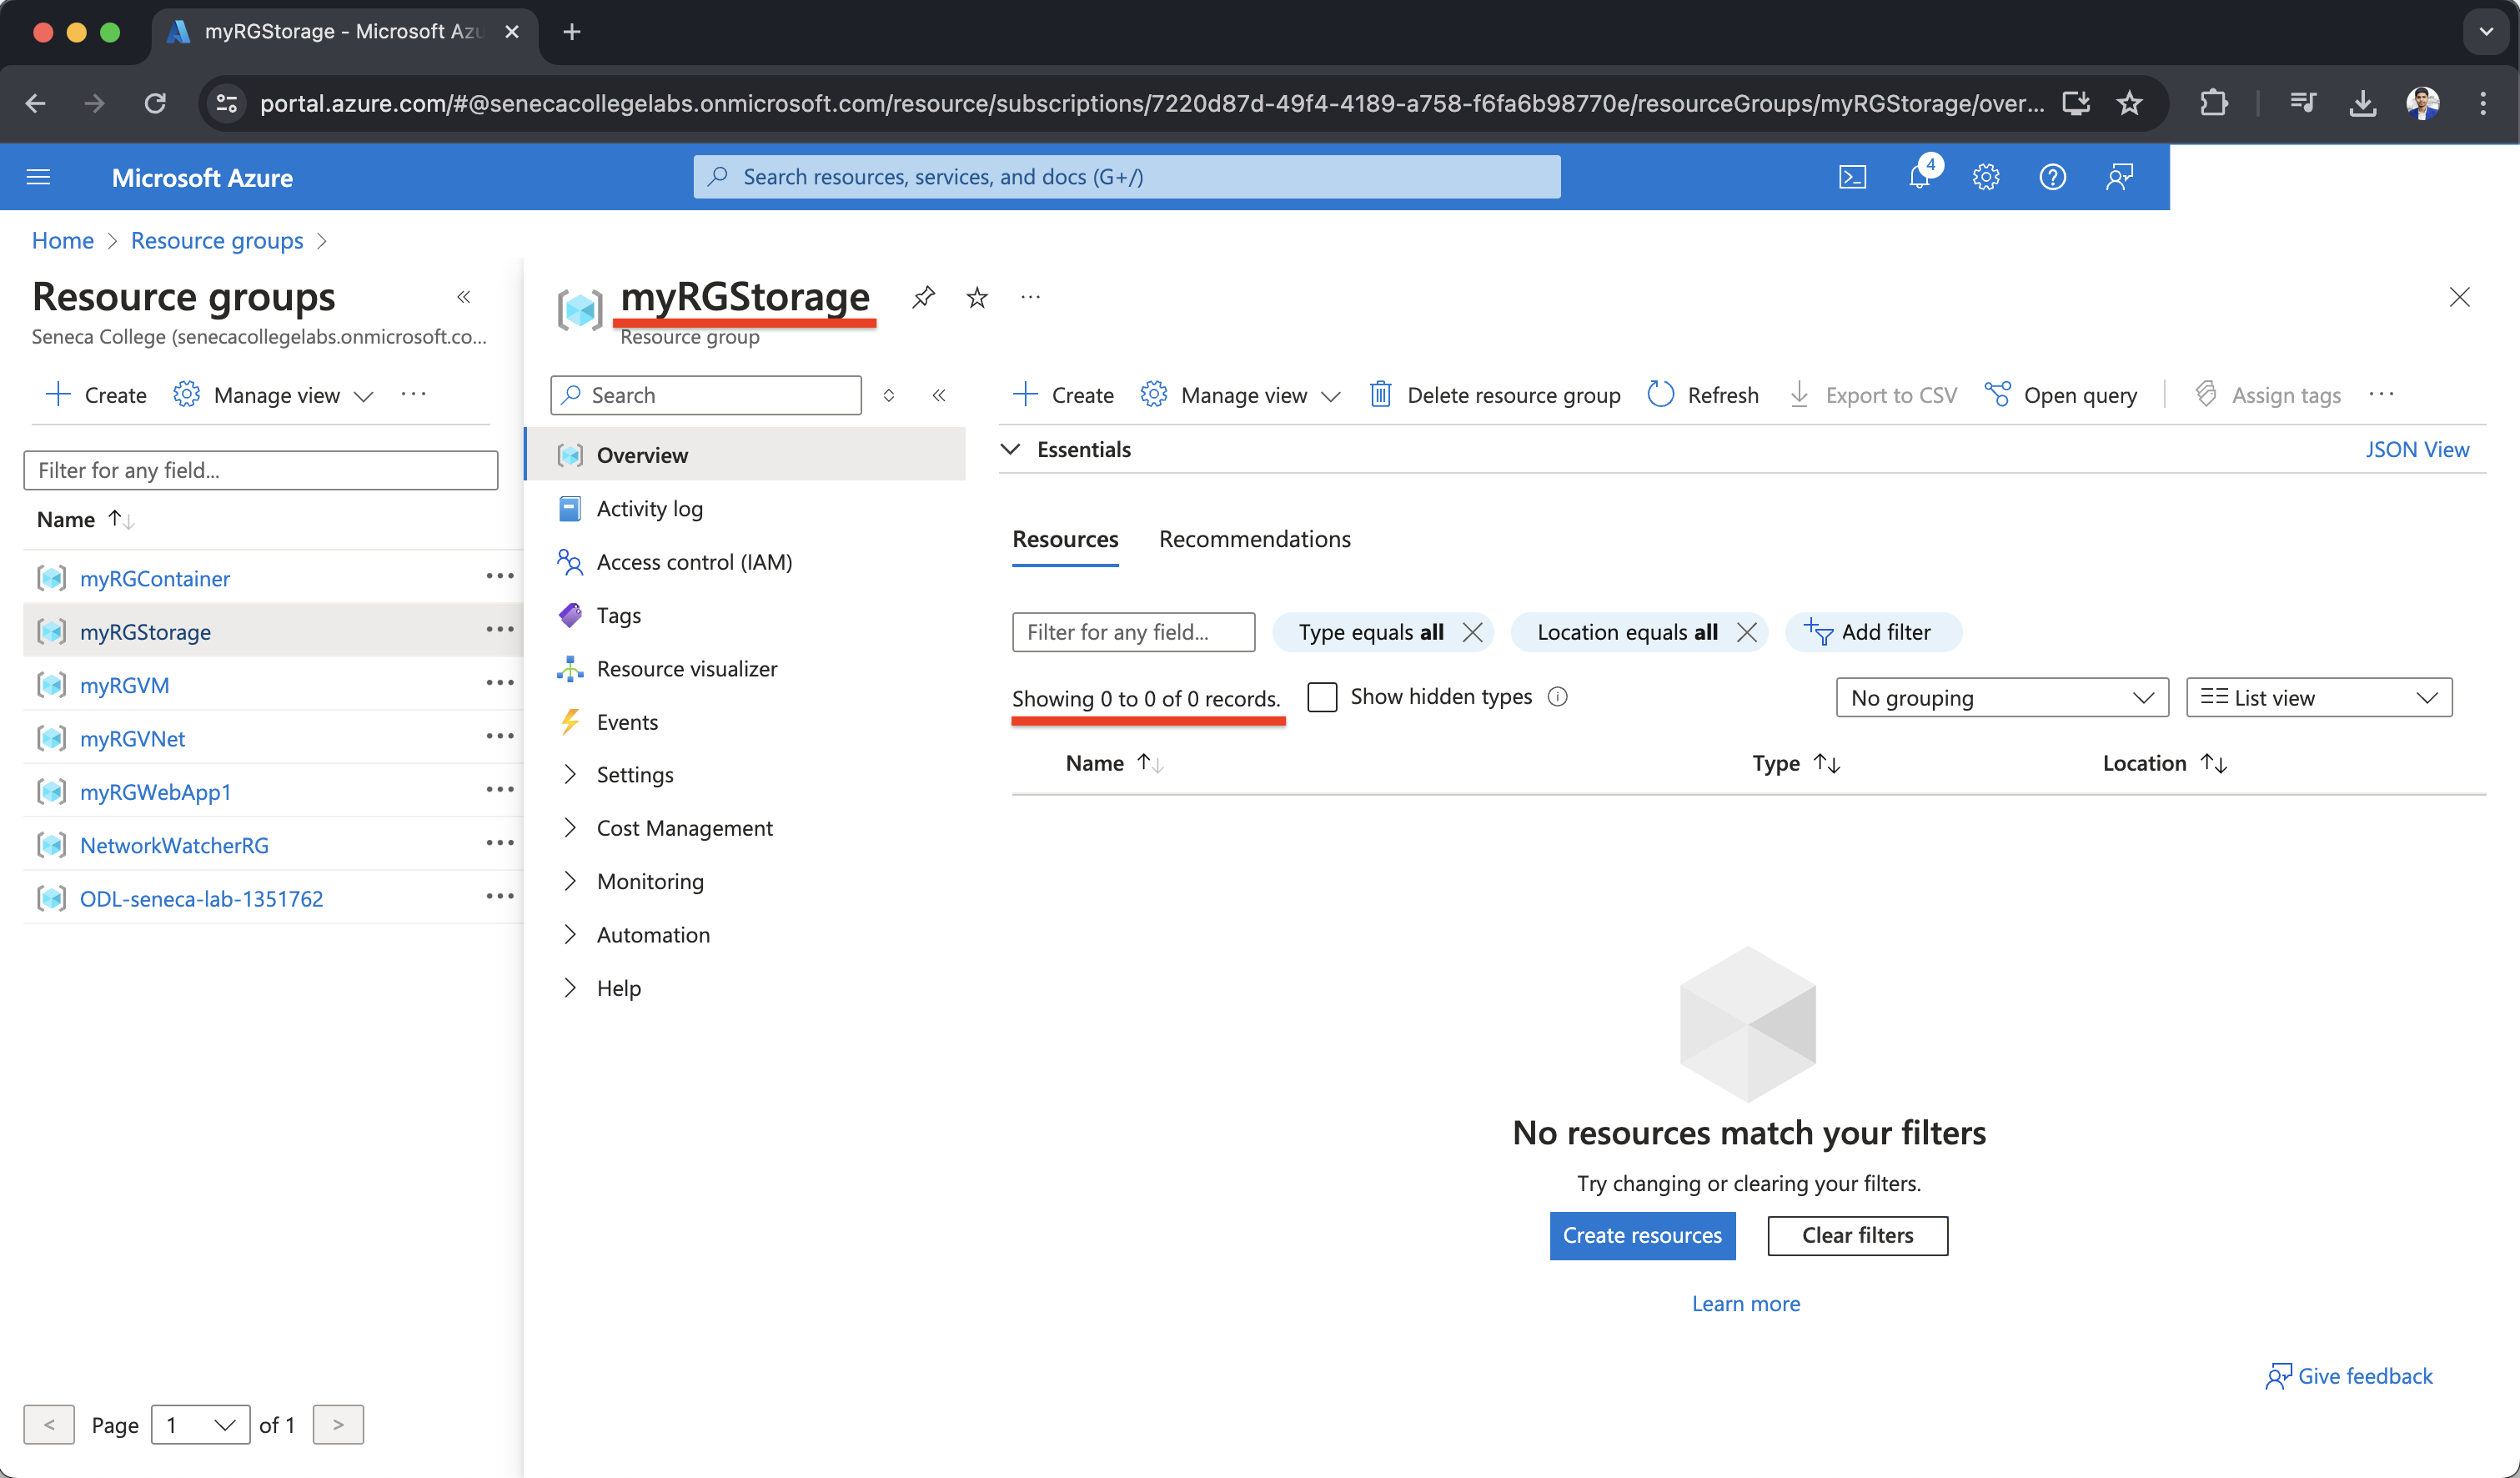 myRGStorage - Microsoft Azu
portal.azure.com/#@senecacollegelabs.onmicrosoft.com/resource/subscriptions/7220d87d-49f4-4189-a758-f6fa6b98770e/resourceGroups/myRGStorage/over...
Microsoft Azure
Search resources, services, and docs (G+/)
4
Home > Resource groups >
Resource groups
Seneca College (senecacollegelabs.onmicrosoft.co...
Create Manage view ...
Filter for any field...
Name
myRGContainer
myRGStorage
myRGVM
myRGVNet
myRGWebApp1
NetworkWatcherRG
ODL-seneca-lab-1351762
< Page 1 of 1 >
myRGStorage
Resource group
Search
Overview
Activity log
Access control (IAM)
Tags
Resource visualizer
Events
Settings
Cost Management
Monitoring
Automation
Help
Create Manage view Delete resource group Refresh Export to CSV Open query Assign tags ...
Essentials JSON View
Resources Recommendations
Filter for any field... Type equals all Location equals all Add filter
Showing 0 to 0 of 0 records. Show hidden types No grouping List view
Name Type Location
No resources match your filters
Try changing or clearing your filters.
Create resources Clear filters
Learn more
Give feedback